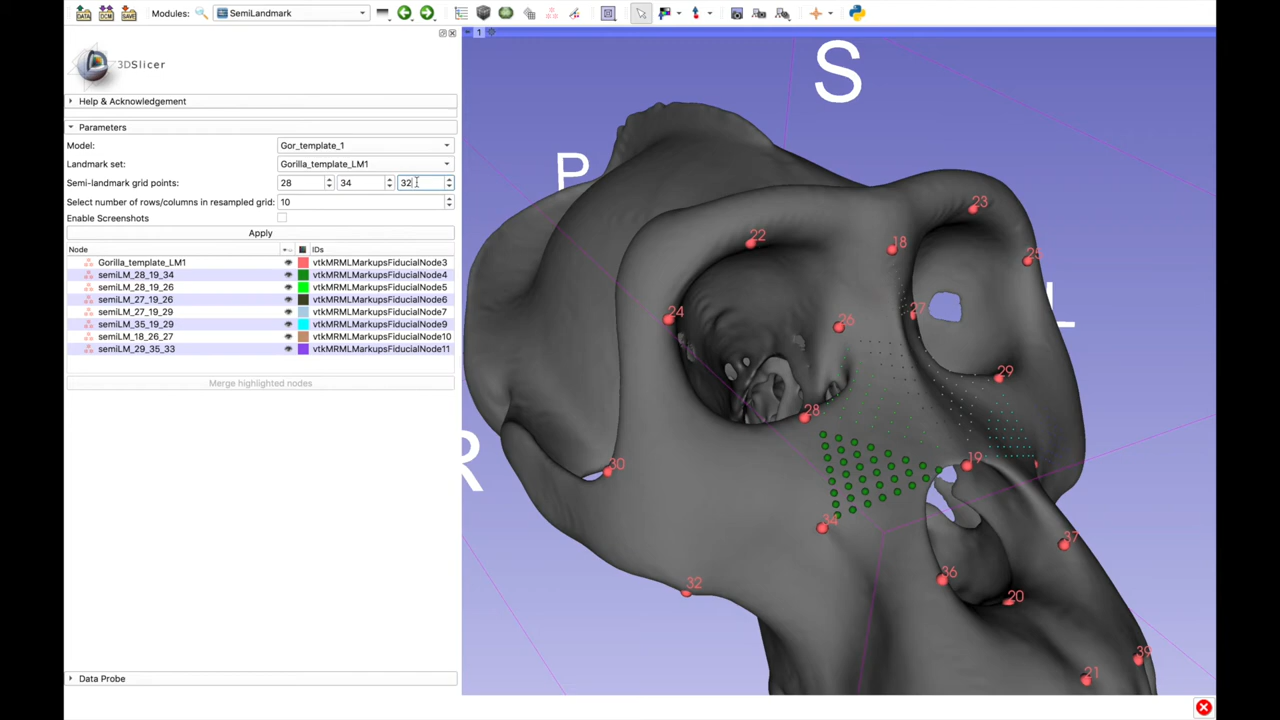 Modules: SemiLandmark
DATA DCM SAVE
1
3DSlicer
Help & Acknowledgement
Parameters
Model: Gor_template_1
Landmark set: Gorilla_template_LM1
Semi-landmark grid points: 28 34 32
Select number of rows/columns in resampled grid: 10
Enable Screenshots
Apply
Node IDs
Gorilla_template_LM1 vtkMRMLMarkupsFiducialNode3
semiLM_28_19_34 vtkMRMLMarkupsFiducialNode4
semiLM_28_19_26 vtkMRMLMarkupsFiducialNode5
semiLM_27_19_26 vtkMRMLMarkupsFiducialNode6
semiLM_27_19_29 vtkMRMLMarkupsFiducialNode7
semiLM_35_19_29 vtkMRMLMarkupsFiducialNode9
semiLM_18_26_27 vtkMRMLMarkupsFiducialNode10
semiLM_29_35_33 vtkMRMLMarkupsFiducialNode11
Merge highlighted nodes
Data Probe
S
P
23
22
18
25
L
24
27
26
29
28
R
30
19
34
37
36
32
20
39
21